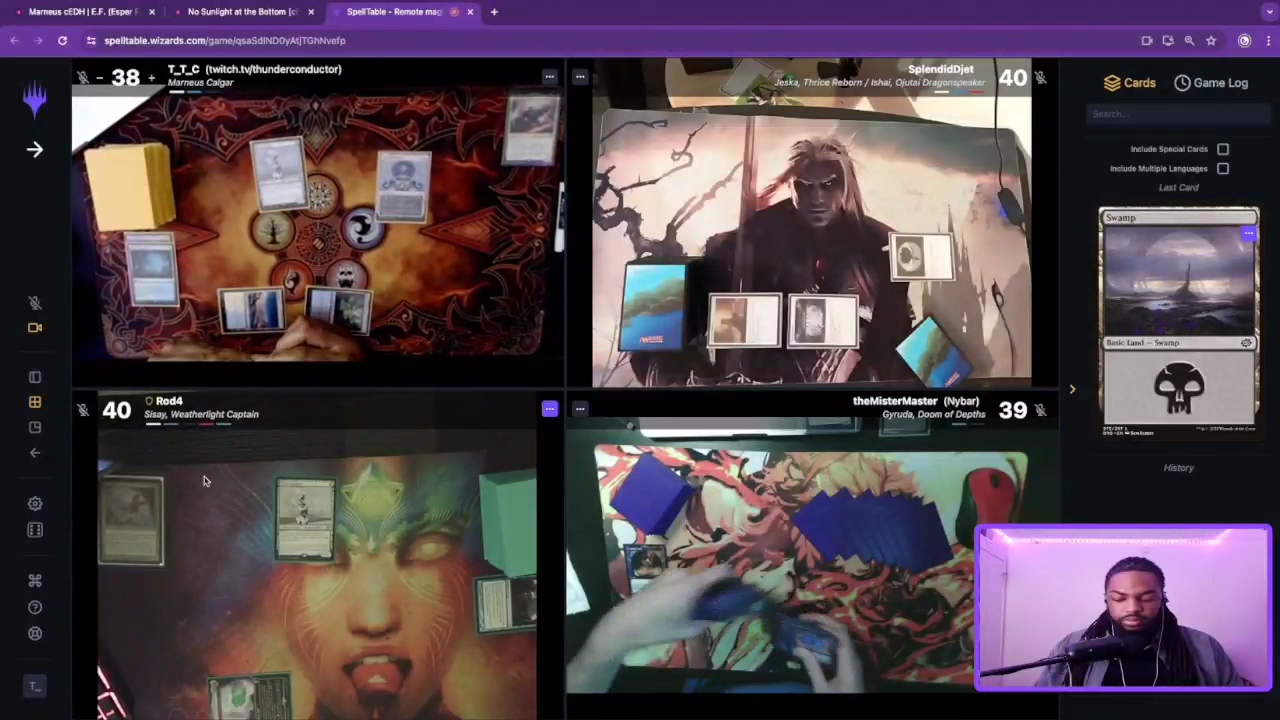 Marneus cEDH | E.F. (Esper F
No Sunlight at the Bottom [cE
SpellTable - Remote mag
spelltable.wizards.com/game/qsaSdIND0yAtjTGhNvefp
38
T_T_C (twitch.tv/thunderconductor)
Marneus Calgar
SplendidDjet
Jeska, Thrice Reborn / Ishai, Ojutai Dragonspeaker
40
Cards
Game Log
Search...
Include Special Cards
Include Multiple Languages
Last Card
Swamp
Basic Land — Swamp
History
40
Rod4
Sisay, Weatherlight Captain
theMisterMaster (Nybar)
Gyruda, Doom of Depths
39
T_